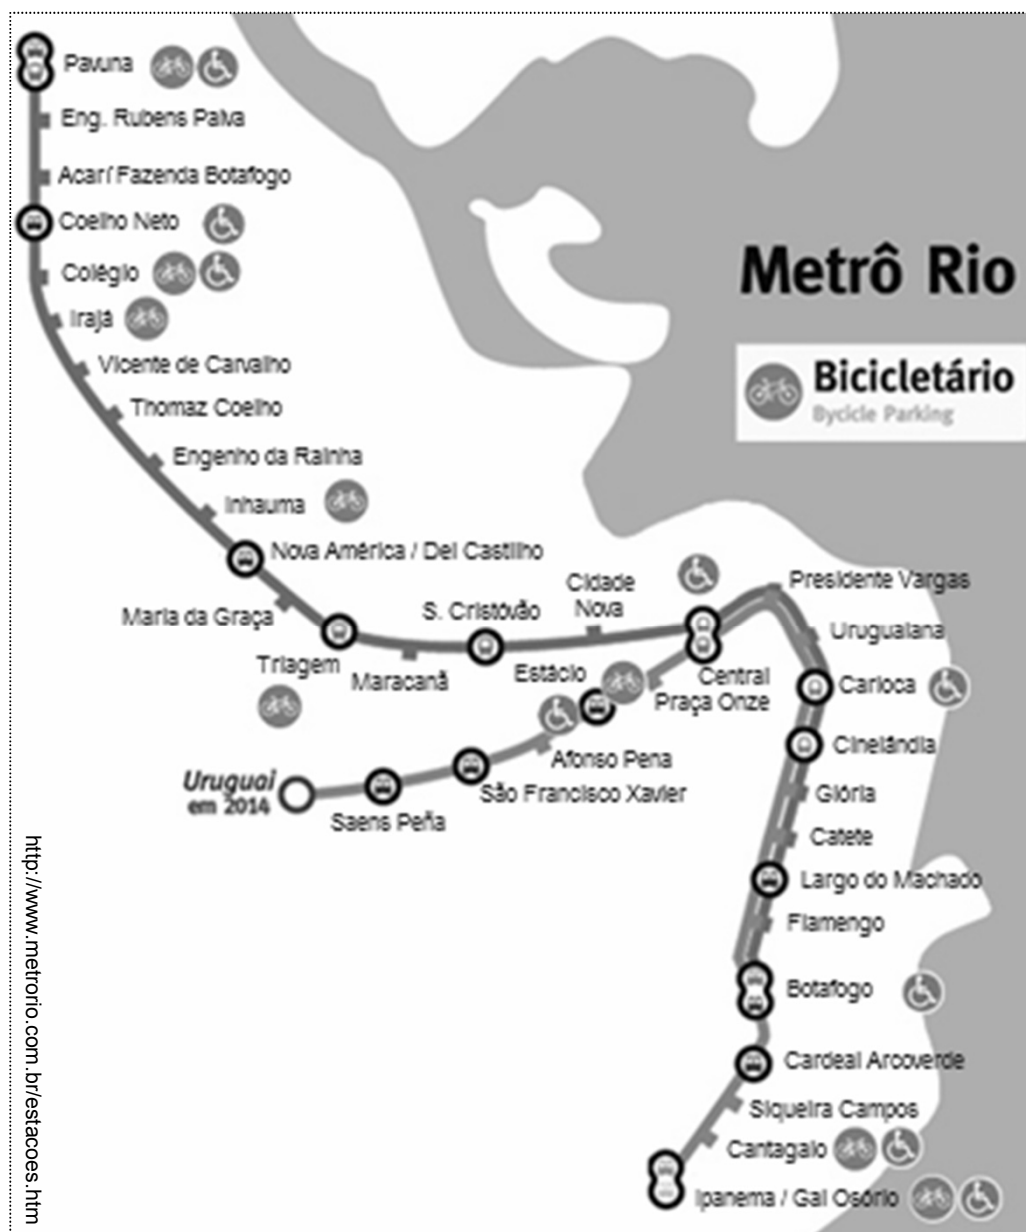 Pavuna
Eng. Rubens Paiva
Acari Fazenda Botafogo
Coelho Neto
Colégio
Irajá
Metrô Rio
Vicente de Carvalho
Bicicletário
Bycicle Parking
Thomaz Coelho
Engenho da Rainha
Inhauma
Nova América / Del Castilho
Maria da Graça
Triagem
Maracanã
S. Cristóvão
Cidade
Nova
Presidente Vargas
Uruguaiana
Estácio
Central
Praça Onze
Carioca
Cinelândia
Afonso Pena
Uruguai
em 2014
São Francisco Xavier
Saens Peña
Glória
Catete
Largo do Machado
Flamengo
Botafogo
Cardeal Arcoverde
Siqueira Campos
Cantagalo
Ipanema / Gal Osório
http://www.metrorio.com.br/estacoes.htm